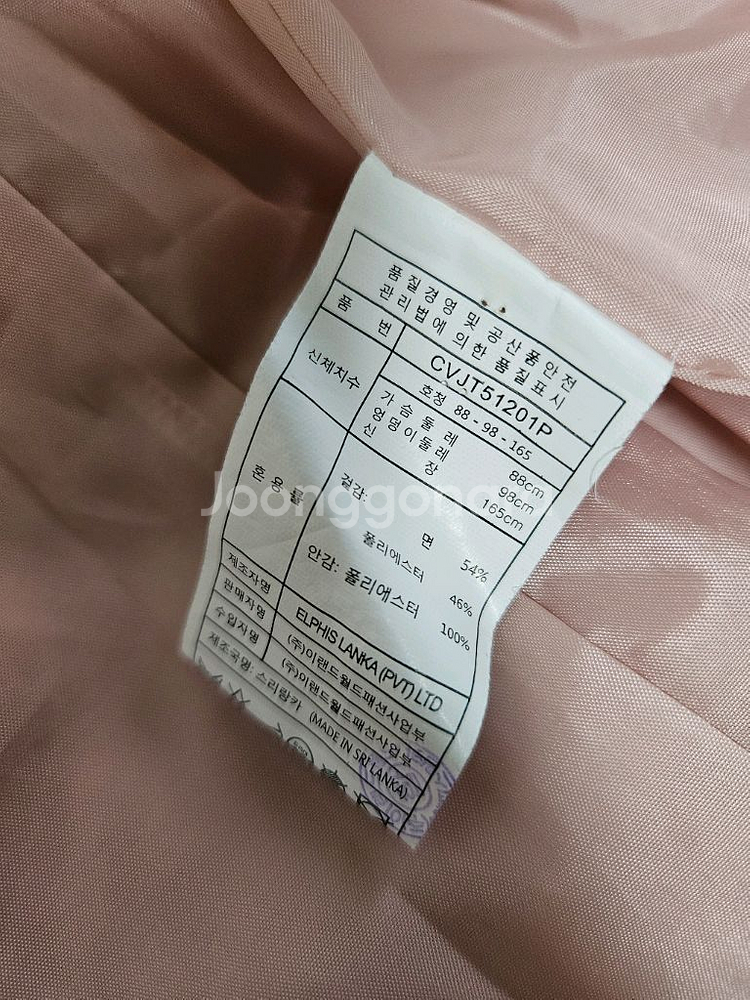 품질경영 및 공산품안전
관리법에 의한 품질표시
품 번 CVJT51201P
신체치수 호칭 88 - 98 - 165
가슴둘레 88cm
엉덩이둘레 98cm
신 장 165cm
혼용률 겉감:
면 54%
폴리에스터 46%
안감: 폴리에스터 100%
제조자명 ELPHIS LANKA (PVT) LTD
판매자명 (주)이랜드월드패션사업부
수입자명 (주)이랜드월드패션사업부
제조국명: 스리랑카 (MADE IN SRI LANKA)